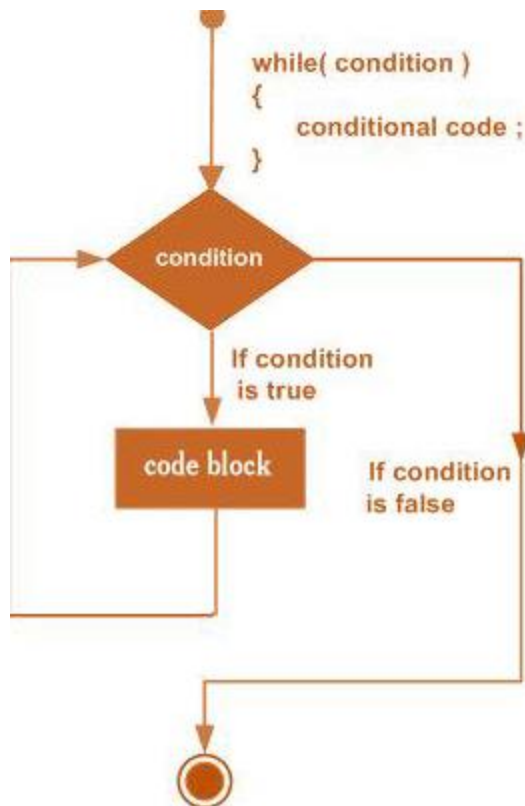 while( condition )
{
conditional code ;
}
condition
If condition
is true
code block
If condition
is false